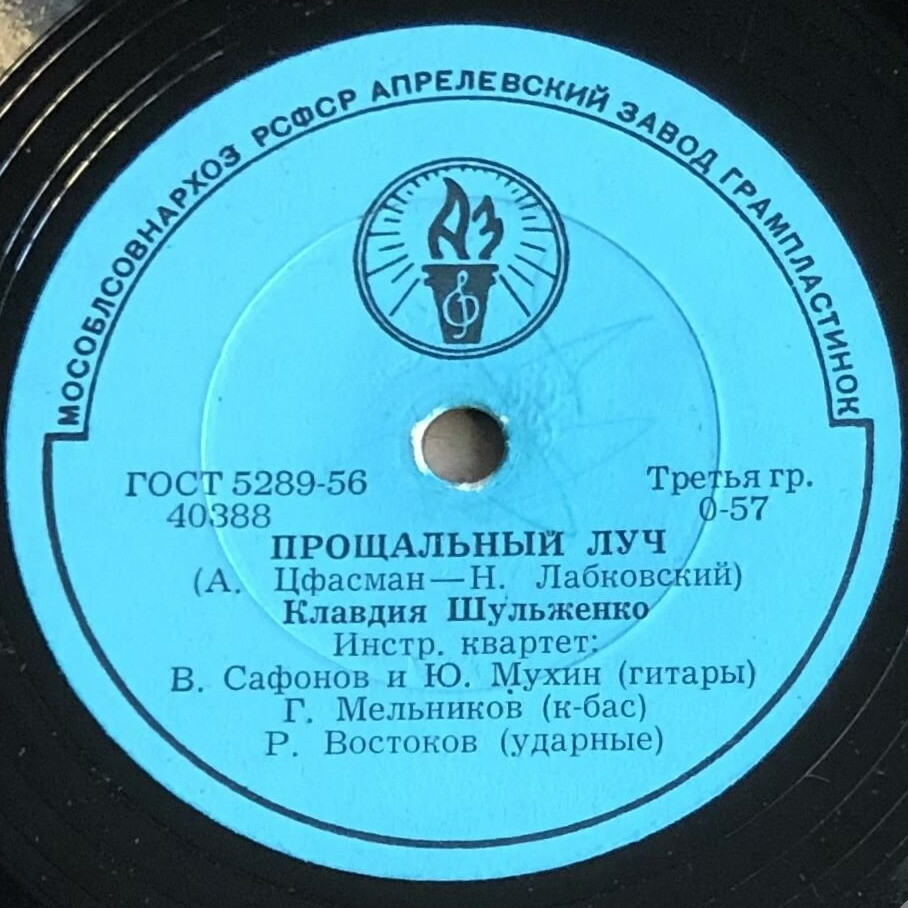 МОСОБЛСОВНАРХОЗ РСФСР АПРЕЛЕВСКИЙ ЗАВОД ГРАМПЛАСТИНОК
АЗ
ГОСТ 5289-56
Третья гр.
40388
0-57
ПРОЩАЛЬНЫЙ ЛУЧ
(А. Цфасман — Н. Лабковский)
Клавдия Шульженко
Инстр. квартет:
В. Сафонов и Ю. Мухин (гитары)
Г. Мельников (к-бас)
Р. Востоков (ударные)